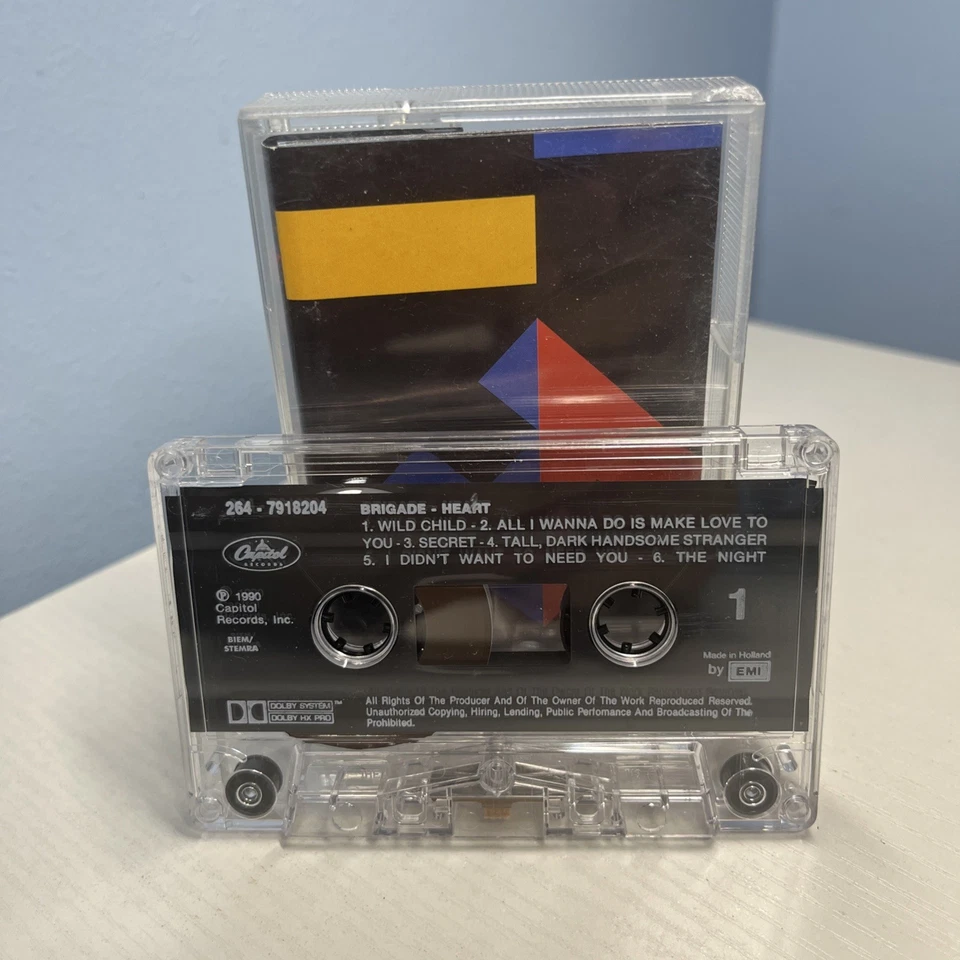 264 - 7918204
BRIGADE - HEART
1. WILD CHILD - 2. ALL I WANNA DO IS MAKE LOVE TO
YOU - 3. SECRET - 4. TALL, DARK HANDSOME STRANGER
5. I DIDN'T WANT TO NEED YOU - 6. THE NIGHT
Capitol
RECORDS
℗ 1990
Capitol
Records, Inc.
BIEM/
STEMRA
1
Made in Holland
by EMI
DOLBY SYSTEM ™
DOLBY HX PRO
All Rights Of The Producer And Of The Owner Of The Work Reproduced Reserved.
Unauthorized Copying, Hiring, Lending, Public Perfomance And Broadcasting Of The
Prohibited.